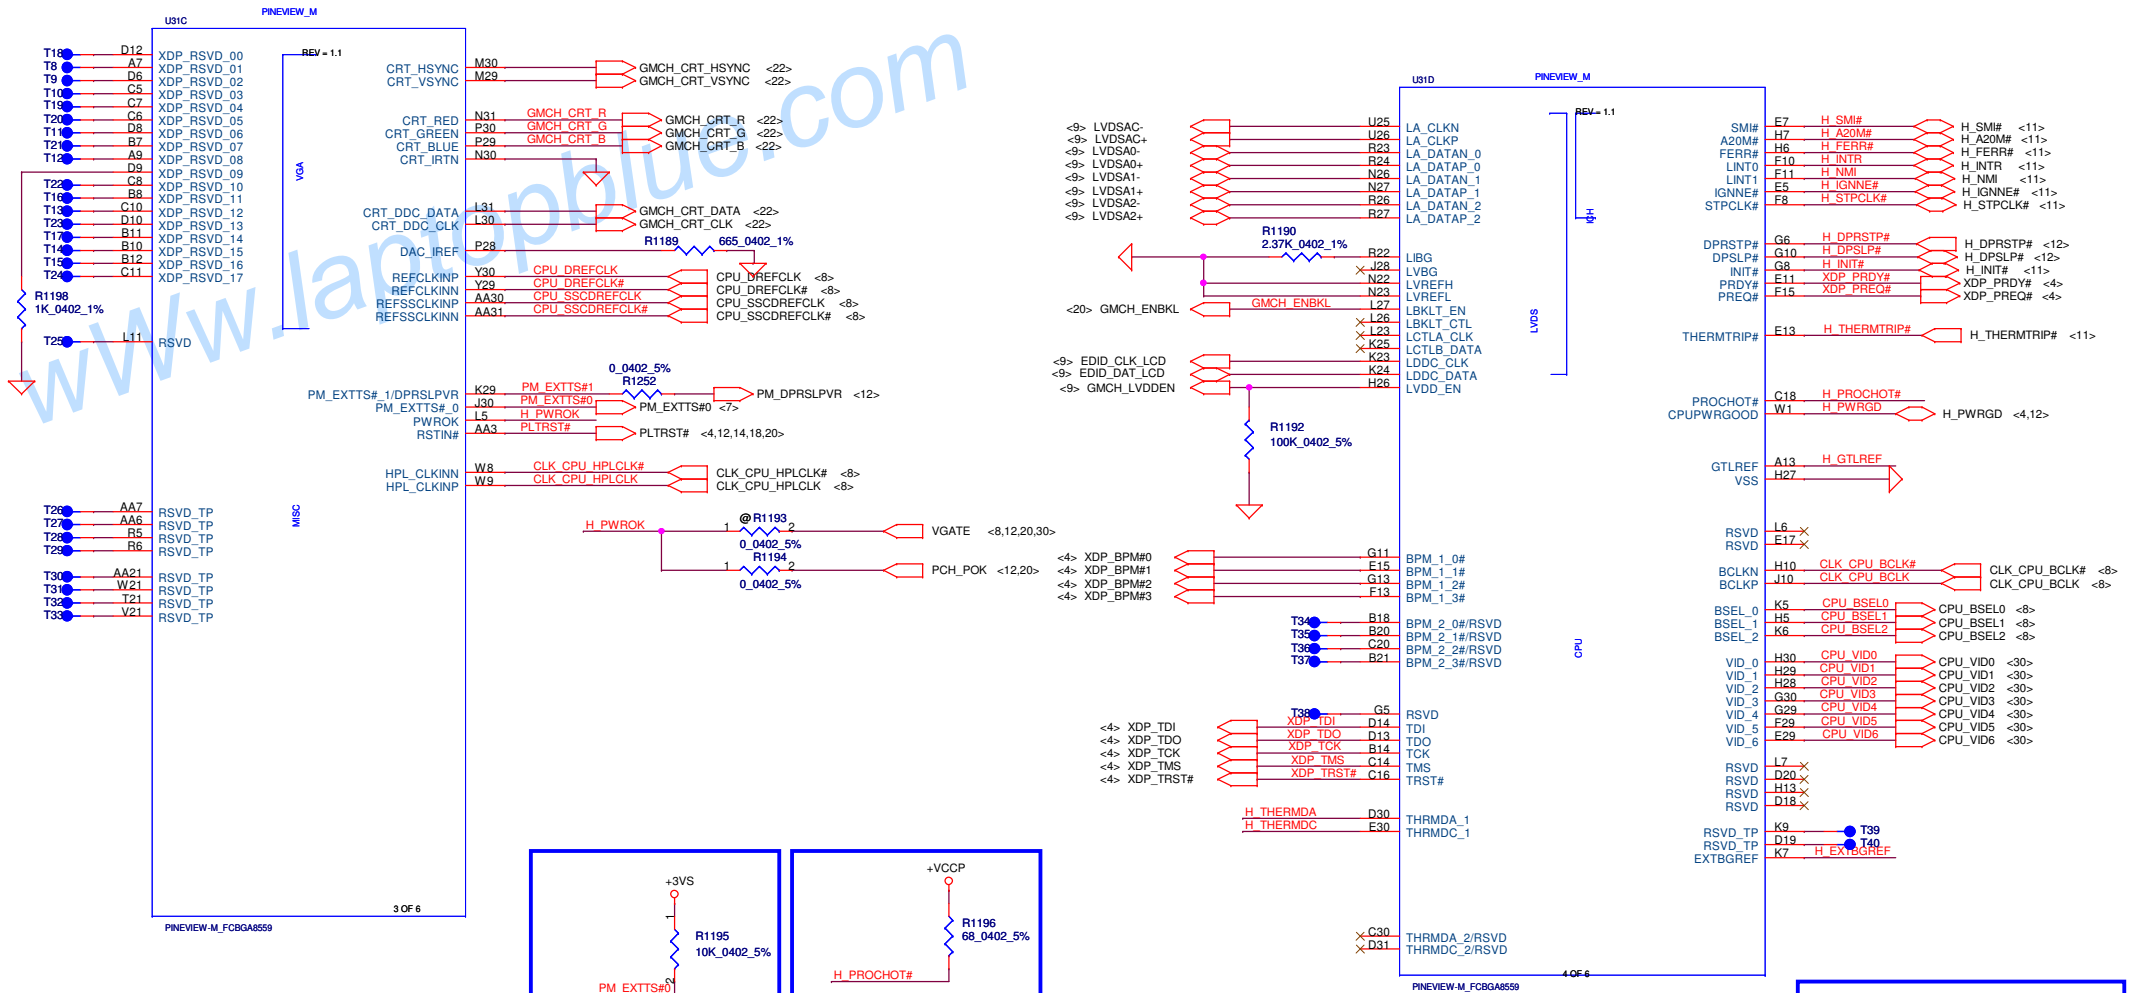 PINEVIEW_M
U31C
REV = 1.1
VGA
MISC
T18 D12 XDP_RSVD_00
T8 A7 XDP_RSVD_01
T9 D6 XDP_RSVD_02
T10 C5 XDP_RSVD_03
T19 C7 XDP_RSVD_04
T20 C6 XDP_RSVD_05
T11 D8 XDP_RSVD_06
T21 B7 XDP_RSVD_07
T12 A9 XDP_RSVD_08
D9 XDP_RSVD_09
T22 C8 XDP_RSVD_10
T16 B8 XDP_RSVD_11
T13 C10 XDP_RSVD_12
T23 D10 XDP_RSVD_13
T17 B11 XDP_RSVD_14
T14 B10 XDP_RSVD_15
T15 B12 XDP_RSVD_16
T24 C11 XDP_RSVD_17
R1198
1K_0402_1%
T25 L11 RSVD
T26 AA7 RSVD_TP
T27 AA6 RSVD_TP
T28 R5 RSVD_TP
T29 R6 RSVD_TP
T30 AA21 RSVD_TP
T31 W21 RSVD_TP
T32 T21 RSVD_TP
T33 V21 RSVD_TP
CRT_HSYNC M30 GMCH_CRT_HSYNC <22>
CRT_VSYNC M29 GMCH_CRT_VSYNC <22>
CRT_RED N31 GMCH_CRT_R GMCH_CRT_R <22>
CRT_GREEN P30 GMCH_CRT_G GMCH_CRT_G <22>
CRT_BLUE P29 GMCH_CRT_B GMCH_CRT_B <22>
CRT_IRTN N30
CRT_DDC_DATA L31 GMCH_CRT_DATA <22>
CRT_DDC_CLK L30 GMCH_CRT_CLK <22>
R1189 665_0402_1%
DAC_IREF P28
REFCLKINP Y30 CPU_DREFCLK CPU_DREFCLK <8>
REFCLKINN Y29 CPU_DREFCLK# CPU_DREFCLK# <8>
REFSSCLKINP AA30 CPU_SSCDREFCLK CPU_SSCDREFCLK <8>
REFSSCLKINN AA31 CPU_SSCDREFCLK# CPU_SSCDREFCLK# <8>
0_0402_5%
R1252
PM_EXTTS#_1/DPRSLPVR K29 PM_EXTTS#1 PM_DPRSLPVR <12>
PM_EXTTS#_0 J30 PM_EXTTS#0 PM_EXTTS#0 <7>
PWROK L5 H_PWROK
RSTIN# AA3 PLTRST# PLTRST# <4,12,14,18,20>
HPL_CLKINN W8 CLK_CPU_HPLCLK# CLK_CPU_HPLCLK# <8>
HPL_CLKINP W9 CLK_CPU_HPLCLK CLK_CPU_HPLCLK <8>
@ R1193
H_PWROK 1 2 VGATE <8,12,20,30>
0_0402_5%
R1194
1 2 PCH_POK <12,20>
0_0402_5%
3 OF 6
PINEVIEW-M_FCBGA8559
+3VS
1
R1195
10K_0402_5%
2
PM_EXTTS#0
+VCCP
R1196
68_0402_5%
H_PROCHOT#
www.laptopblue.com
PINEVIEW_M
U31D
REV = 1.1
ICH
LVDS
CPU
<9> LVDSAC- U25 LA_CLKN
<9> LVDSAC+ U26 LA_CLKP
<9> LVDSA0- R23 LA_DATAN_0
<9> LVDSA0+ R24 LA_DATAP_0
<9> LVDSA1- N26 LA_DATAN_1
<9> LVDSA1+ N27 LA_DATAP_1
<9> LVDSA2- R26 LA_DATAN_2
<9> LVDSA2+ R27 LA_DATAP_2
R1190
2.37K_0402_1%
R22 LIBG
J28 LVBG
N22 LVREFH
N23 LVREFL
<20> GMCH_ENBKL GMCH_ENBKL L27 LBKLT_EN
L26 LBKLT_CTL
L23 LCTLA_CLK
K25 LCTLB_DATA
<9> EDID_CLK_LCD K23 LDDC_CLK
<9> EDID_DAT_LCD K24 LDDC_DATA
<9> GMCH_LVDDEN H26 LVDD_EN
R1192
100K_0402_5%
<4> XDP_BPM#0 G11 BPM_1_0#
<4> XDP_BPM#1 E15 BPM_1_1#
<4> XDP_BPM#2 G13 BPM_1_2#
<4> XDP_BPM#3 F13 BPM_1_3#
T34 B18 BPM_2_0#/RSVD
T35 B20 BPM_2_1#/RSVD
T36 C20 BPM_2_2#/RSVD
T37 B21 BPM_2_3#/RSVD
T38 G5 RSVD
<4> XDP_TDI XDP_TDI D14 TDI
<4> XDP_TDO XDP_TDO D13 TDO
<4> XDP_TCK XDP_TCK B14 TCK
<4> XDP_TMS XDP_TMS C14 TMS
<4> XDP_TRST# XDP_TRST# C16 TRST#
H_THERMDA D30 THRMDA_1
H_THERMDC E30 THRMDC_1
C30 THRMDA_2/RSVD
D31 THRMDC_2/RSVD
SMI# E7 H_SMI# H_SMI# <11>
A20M# H7 H_A20M# H_A20M# <11>
FERR# H6 H_FERR# H_FERR# <11>
LINT0 F10 H_INTR H_INTR <11>
LINT1 F11 H_NMI H_NMI <11>
IGNNE# E5 H_IGNNE# H_IGNNE# <11>
STPCLK# F8 H_STPCLK# H_STPCLK# <11>
DPRSTP# G6 H_DPRSTP# H_DPRSTP# <12>
DPSLP# G10 H_DPSLP# H_DPSLP# <12>
INIT# G8 H_INIT# H_INIT# <11>
PRDY# E11 XDP_PRDY# XDP_PRDY# <4>
PREQ# F15 XDP_PREQ# XDP_PREQ# <4>
THERMTRIP# E13 H_THERMTRIP# H_THERMTRIP# <11>
PROCHOT# C18 H_PROCHOT#
CPUPWRGOOD W1 H_PWRGD H_PWRGD <4,12>
GTLREF A13 H_GTLREF
VSS H27
RSVD L6
RSVD E17
BCLKN H10 CLK_CPU_BCLK# CLK_CPU_BCLK# <8>
BCLKP J10 CLK_CPU_BCLK CLK_CPU_BCLK <8>
BSEL_0 K5 CPU_BSEL0 CPU_BSEL0 <8>
BSEL_1 H5 CPU_BSEL1 CPU_BSEL1 <8>
BSEL_2 K6 CPU_BSEL2 CPU_BSEL2 <8>
VID_0 H30 CPU_VID0 CPU_VID0 <30>
VID_1 H29 CPU_VID1 CPU_VID1 <30>
VID_2 H28 CPU_VID2 CPU_VID2 <30>
VID_3 G30 CPU_VID3 CPU_VID3 <30>
VID_4 G29 CPU_VID4 CPU_VID4 <30>
VID_5 F29 CPU_VID5 CPU_VID5 <30>
VID_6 E29 CPU_VID6 CPU_VID6 <30>
RSVD L7
RSVD D20
RSVD H13
RSVD D18
RSVD_TP K9 T39
RSVD_TP D19 T40
EXTBGREF K7 H_EXTBGREF
4 OF 6
PINEVIEW-M_FCBGA8559